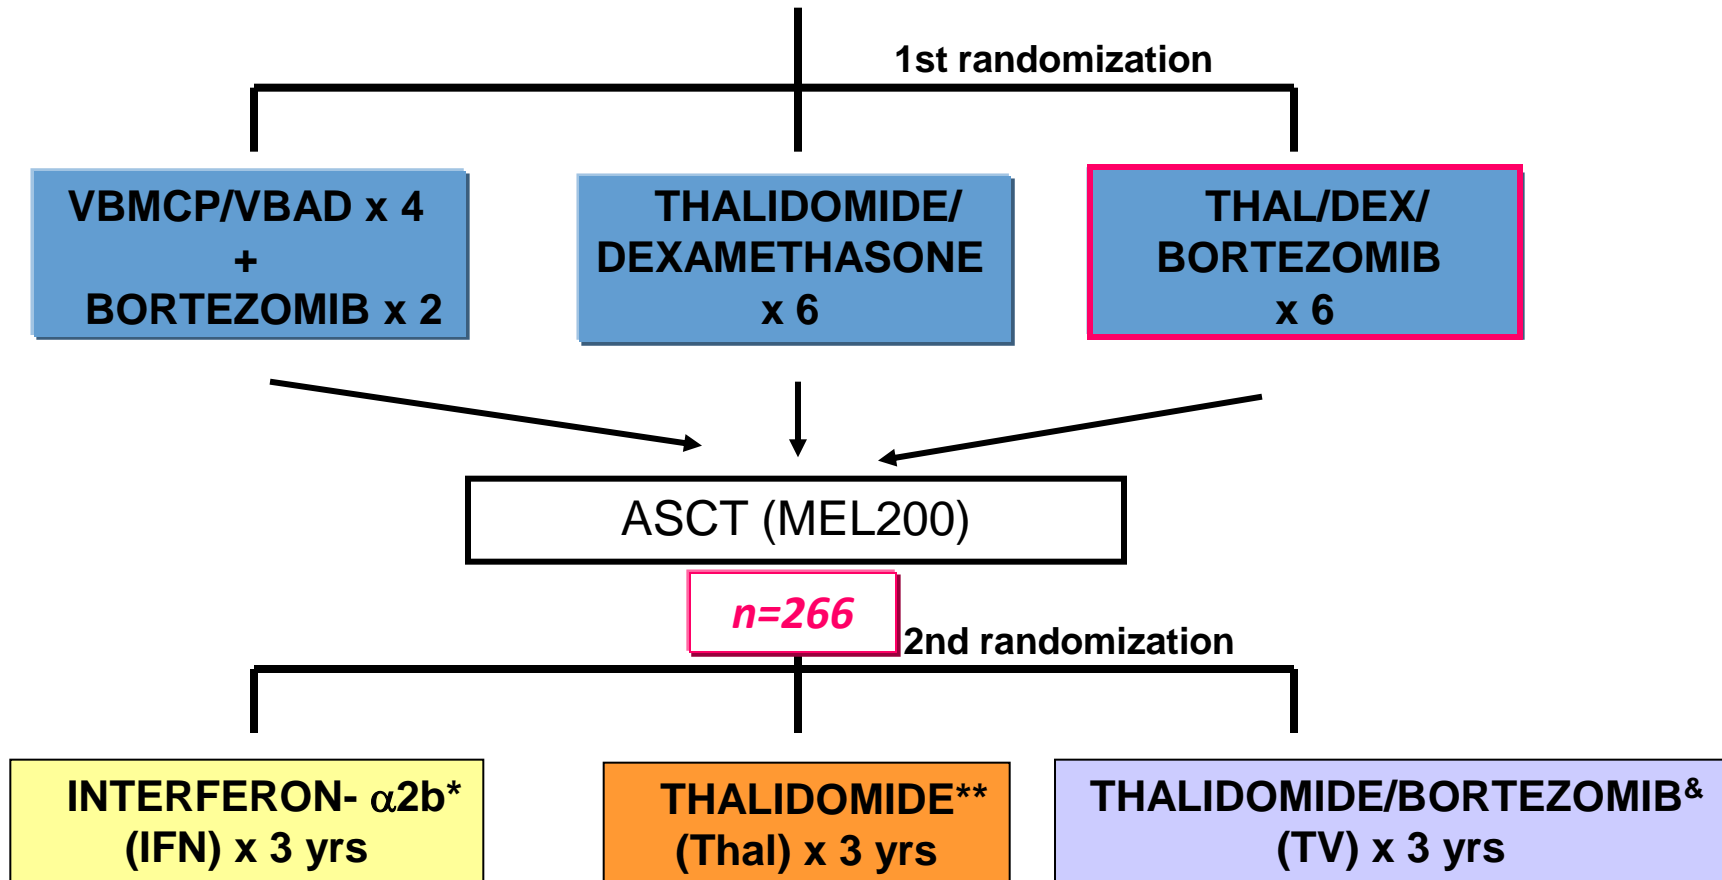 1st randomization
VBMCP/VBAD x 4
+
BORTEZOMIB x 2
THALIDOMIDE/
DEXAMETHASONE
x 6
THAL/DEX/
BORTEZOMIB
x 6
ASCT (MEL200)
n=266
2nd randomization
INTERFERON- α2b*
(IFN) x 3 yrs
THALIDOMIDE**
(Thal) x 3 yrs
THALIDOMIDE/BORTEZOMIB&
(TV) x 3 yrs